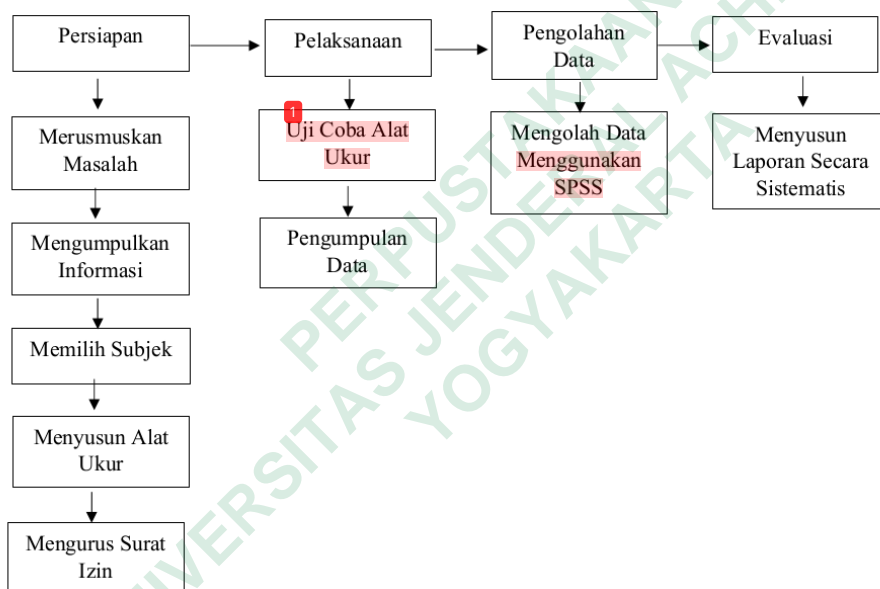 Persiapan
Merusmuskan
Masalah
Mengumpulkan
Informasi
Memilih Subjek
Menyusun Alat
Ukur
Mengurus Surat
Izin
Pelaksanaan
1
Uji Coba Alat
Ukur
Pengumpulan
Data
Pengolahan
Data
Mengolah Data
Menggunakan
SPSS
Evaluasi
Menyusun
Laporan Secara
Sistematis
PERPUSTAKAAN
UNIVERSITAS JENDERAL ACH
YOGYAKARTA